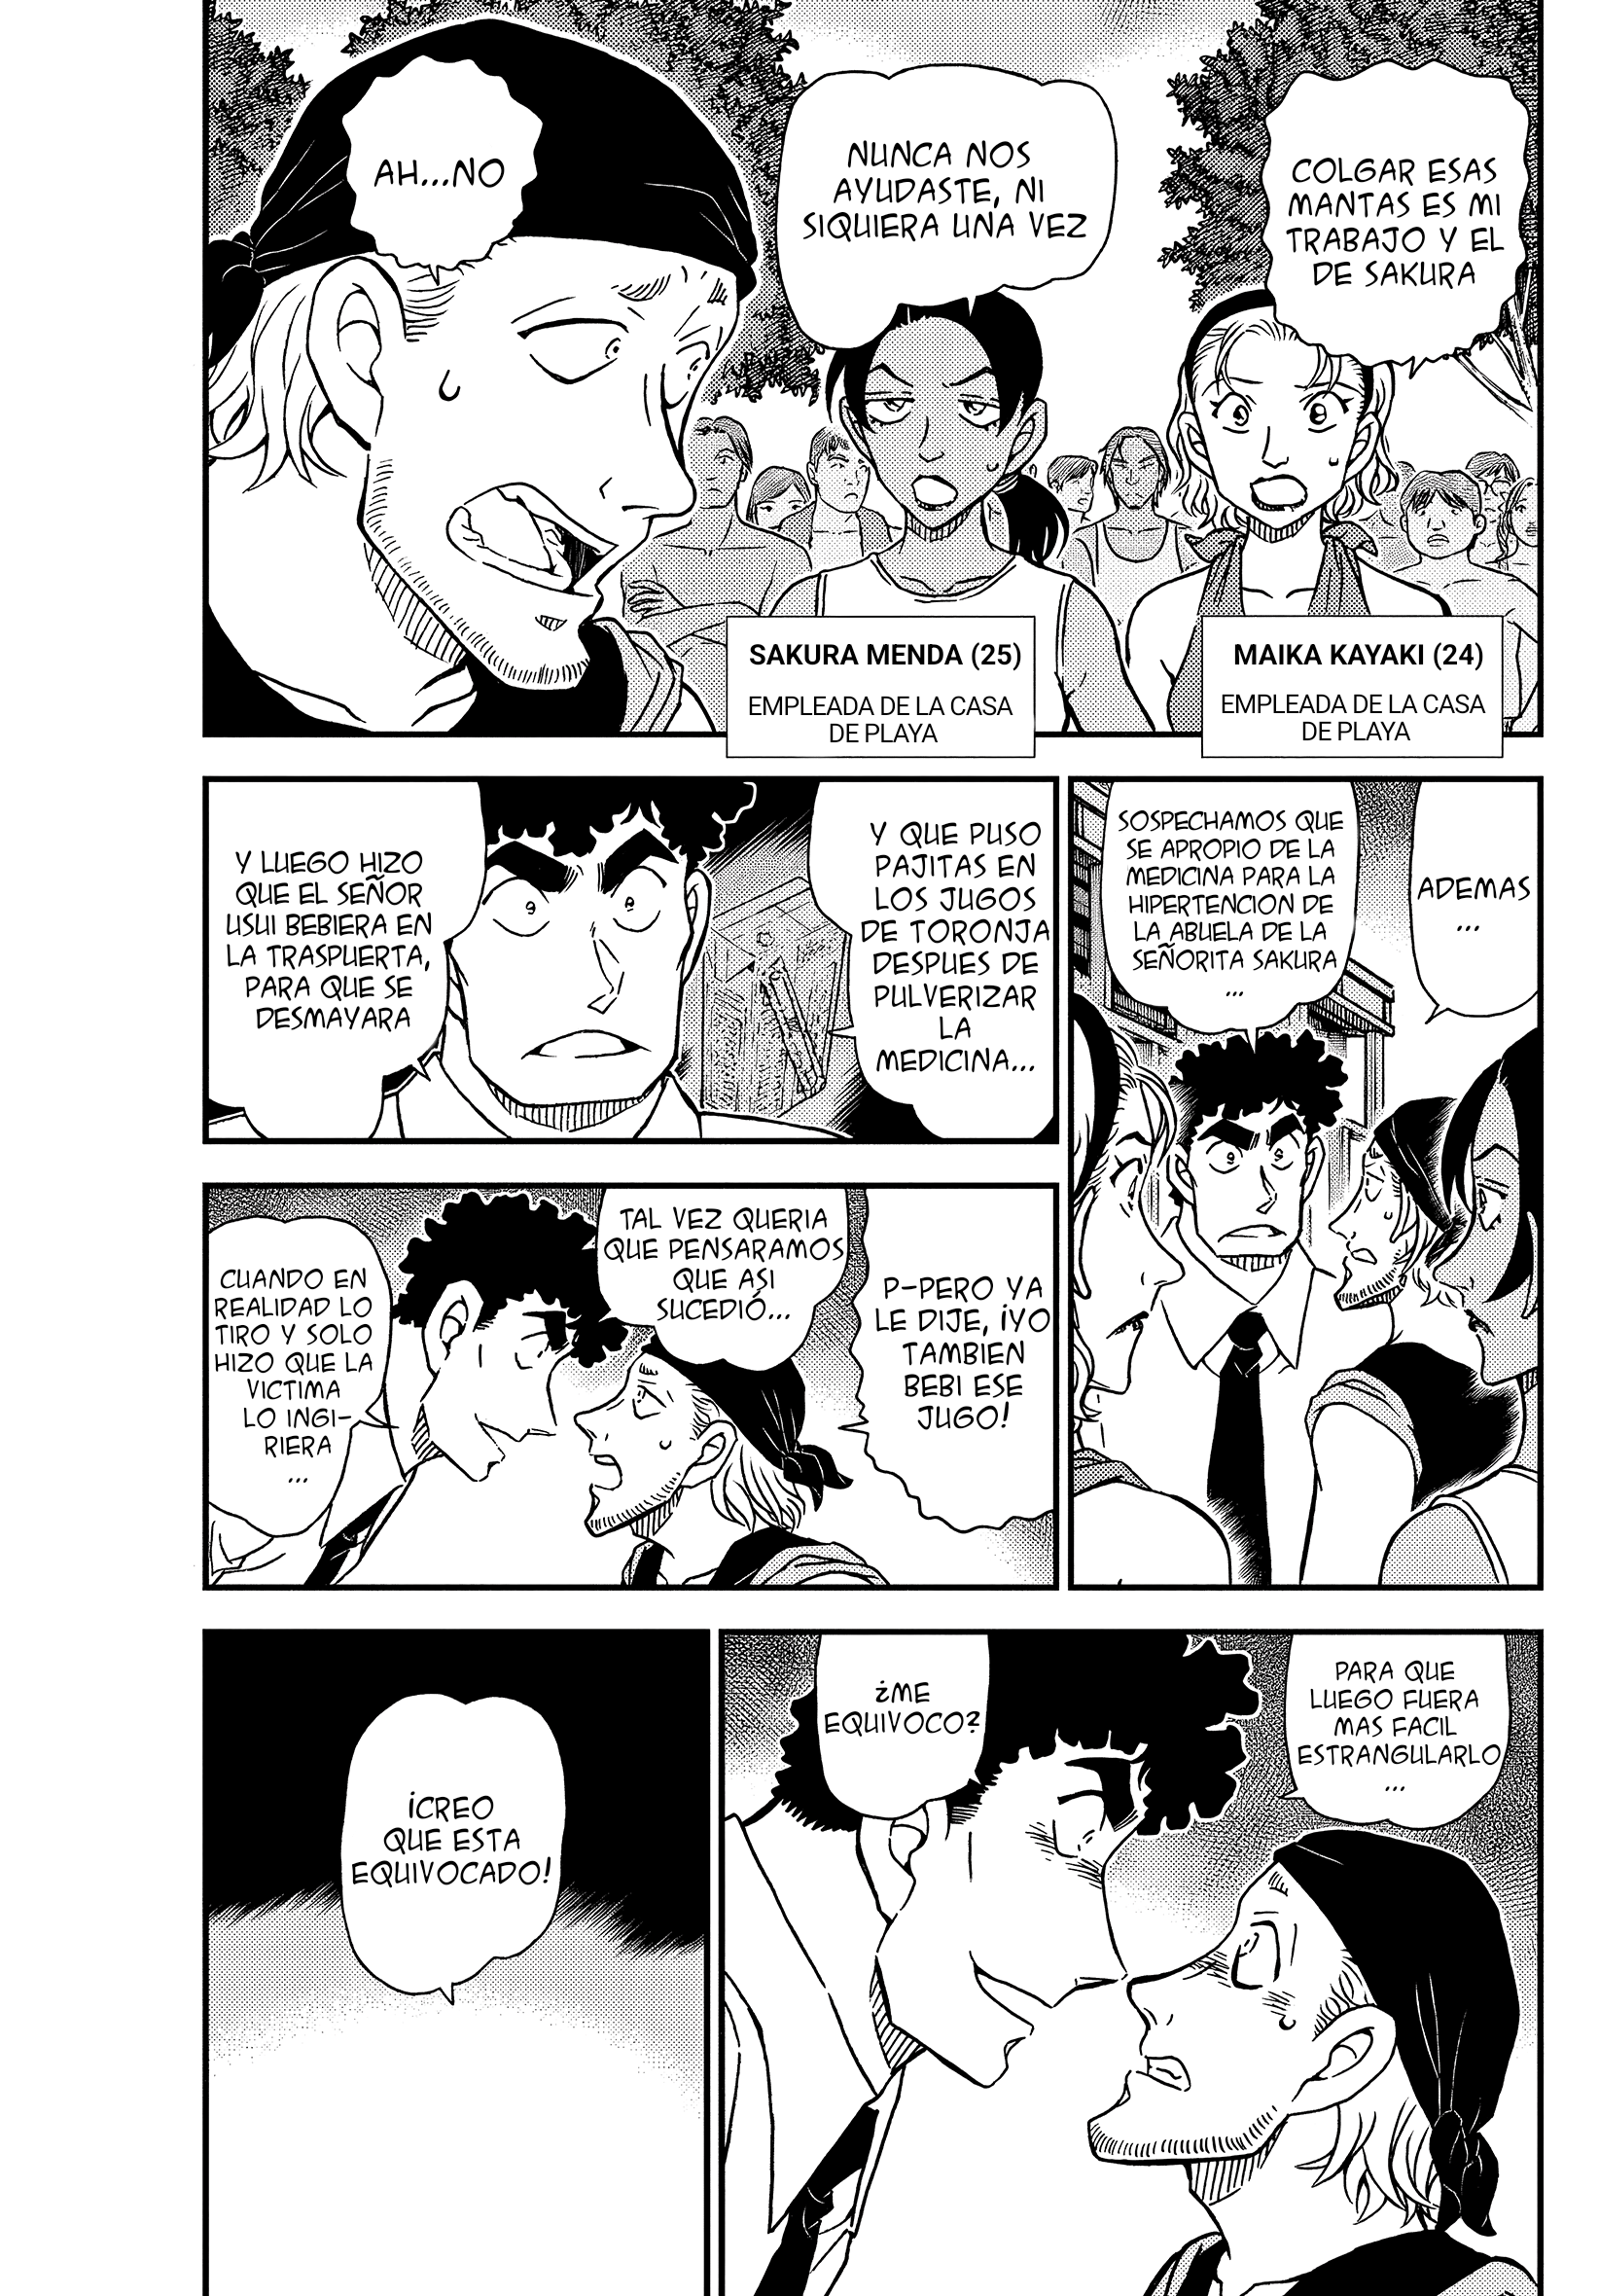 COLGAR ESAS
MANTAS ES MI
TRABAJO Y EL
DE SAKURA
NUNCA NOS
AYUDASTE, NI
SIQUIERA UNA VEZ
AH...NO
MAIKA KAYAKI (24)
EMPLEADA DE LA CASA
DE PLAYA
SAKURA MENDA (25)
EMPLEADA DE LA CASA
DE PLAYA
ADEMAS
...
SOSPECHAMOS QUE
SE APROPIO DE LA
MEDICINA PARA LA
HIPERTENCION DE
LA ABUELA DE LA
SEÑORITA SAKURA
...
Y QUE PUSO
PAJITAS EN
LOS JUGOS
DE TORONJA
DESPUES DE
PULVERIZAR
LA
MEDICINA...
Y LUEGO HIZO
QUE EL SEÑOR
USUI BEBIERA EN
LA TRASPUERTA,
PARA QUE SE
DESMAYARA
P-PERO YA
LE DIJE, ¡YO
TAMBIEN
BEBI ESE
JUGO!
TAL VEZ QUERIA
QUE PENSARAMOS
QUE ASI
SUCEDIÓ...
CUANDO EN
REALIDAD LO
TIRO Y SOLO
HIZO QUE LA
VICTIMA
LO INGI-
RIERA
...
PARA QUE
LUEGO FUERA
MAS FACIL
ESTRANGULARLO
...
¿ME
EQUIVOCO?
¡CREO
QUE ESTA
EQUIVOCADO!